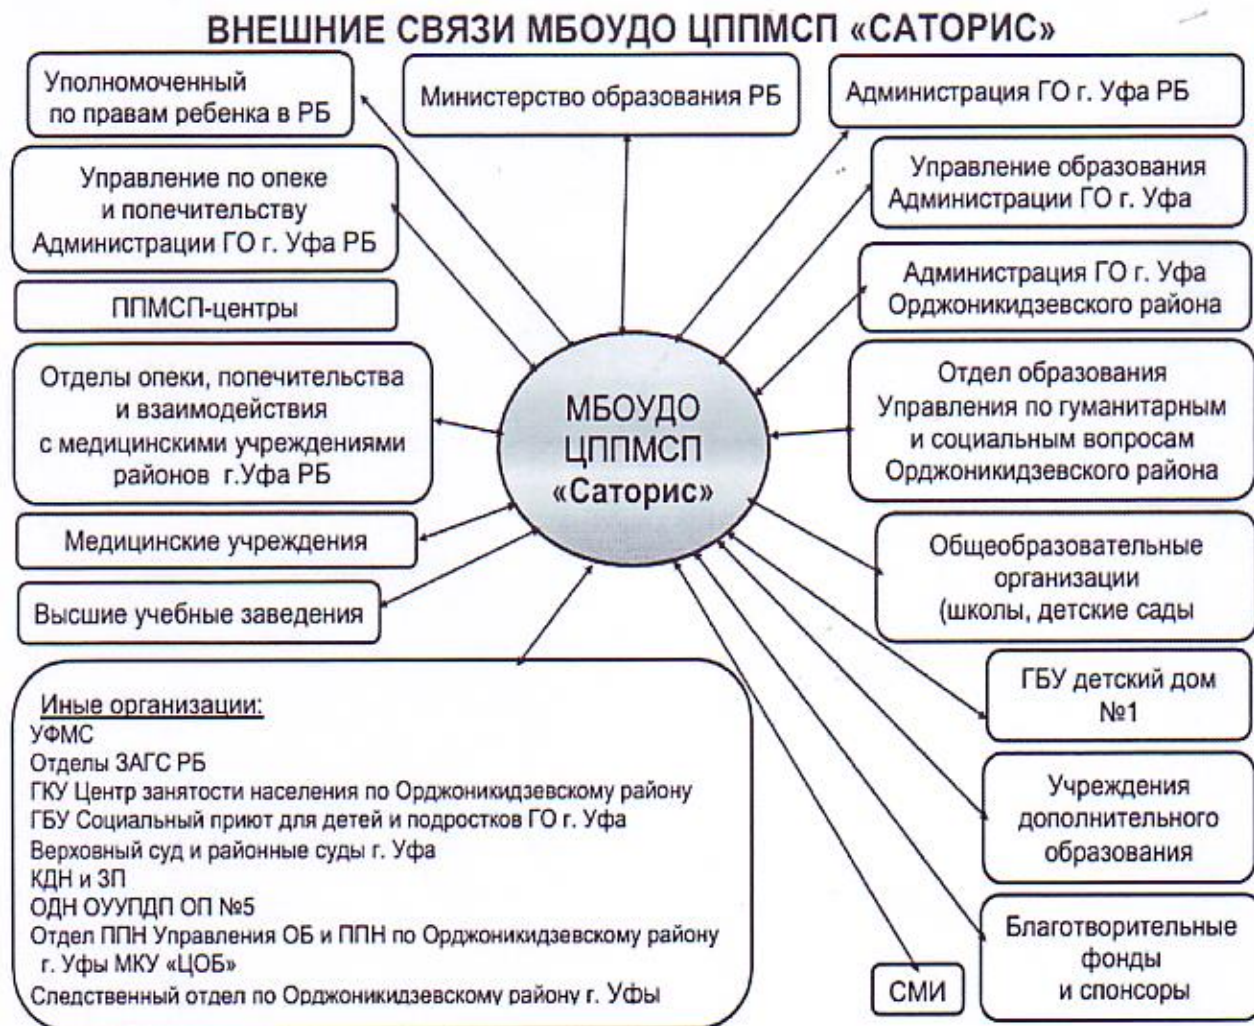 ВНЕШНИЕ СВЯЗИ МБОУДО ЦППМСП «САТОРИС»
Уполномоченный
по правам ребенка в РБ
Министерство образования РБ
Администрация ГО г. Уфа РБ
Управление по опеке
и попечительству
Администрации ГО г. Уфа РБ
Управление образования
Администрации ГО г. Уфа
ППМСП-центры
Администрация ГО г. Уфа
Орджоникидзевского района
Отделы опеки, попечительства
и взаимодействия
с медицинскими учреждениями
районов г.Уфа РБ
МБОУДО
ЦППМСП
«Саторис»
Отдел образования
Управления по гуманитарным
и социальным вопросам
Орджоникидзевского района
Медицинские учреждения
Общеобразовательные
организации
(школы, детские сады
Высшие учебные заведения
ГБУ детский дом
№1
Иные организации:
УФМС
Отделы ЗАГС РБ
ГКУ Центр занятости населения по Орджоникидзевскому району
ГБУ Социальный приют для детей и подростков ГО г. Уфа
Верховный суд и районные суды г. Уфа
КДН и ЗП
ОДН ОУУПДП ОП №5
Отдел ППН Управления ОБ и ППН по Орджоникидзевскому району
г. Уфы МКУ «ЦОБ»
Следственный отдел по Орджоникидзевскому району г. Уфы
Учреждения
дополнительного
образования
Благотворительные
фонды
и спонсоры
СМИ